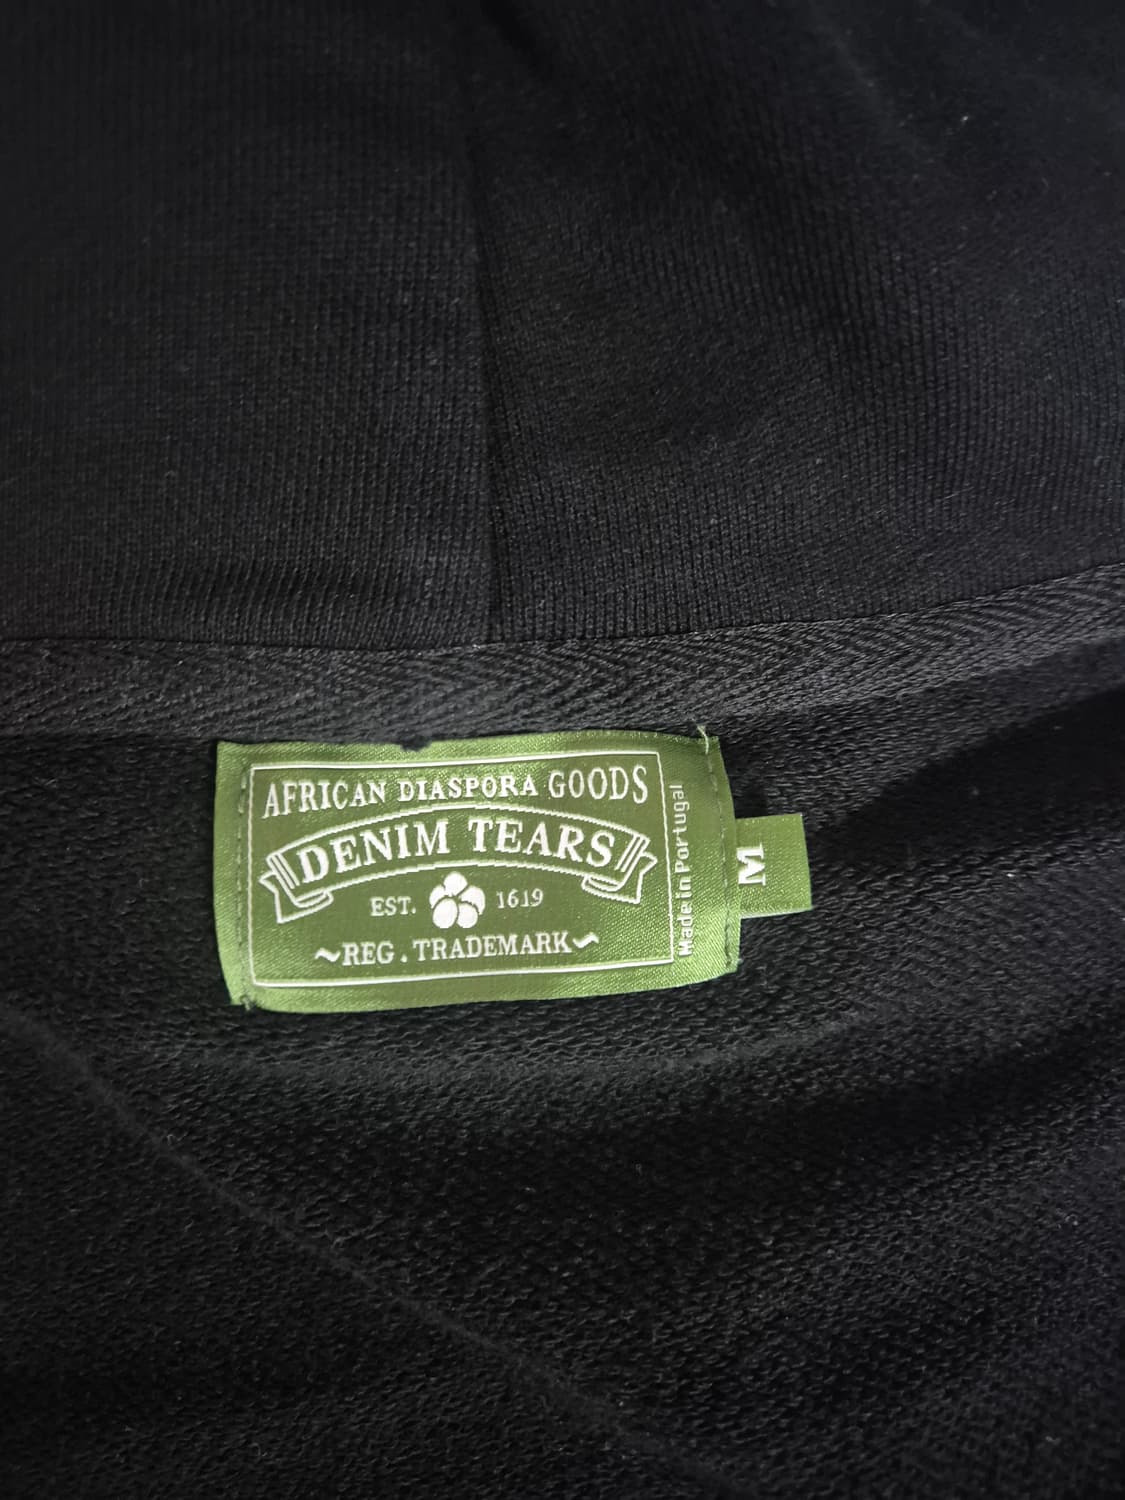 AFRICAN DIASPORA GOODS
DENIM TEARS
EST. 1619
~REG. TRADEMARK~
Made in Portugal
M